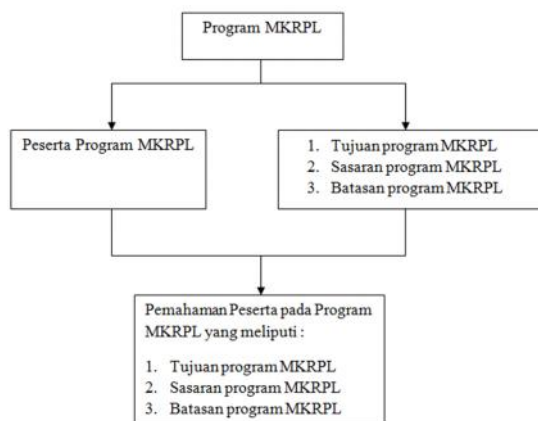 Program MKRPL
Peserta Program MKRPL
1. Tujuan program MKRPL
2. Sasaran program MKRPL
3. Batasan program MKRPL
Pemahaman Peserta pada Program
MKRPL yang meliputi :
1. Tujuan program MKRPL
2. Sasaran program MKRPL
3. Batasan program MKRPL